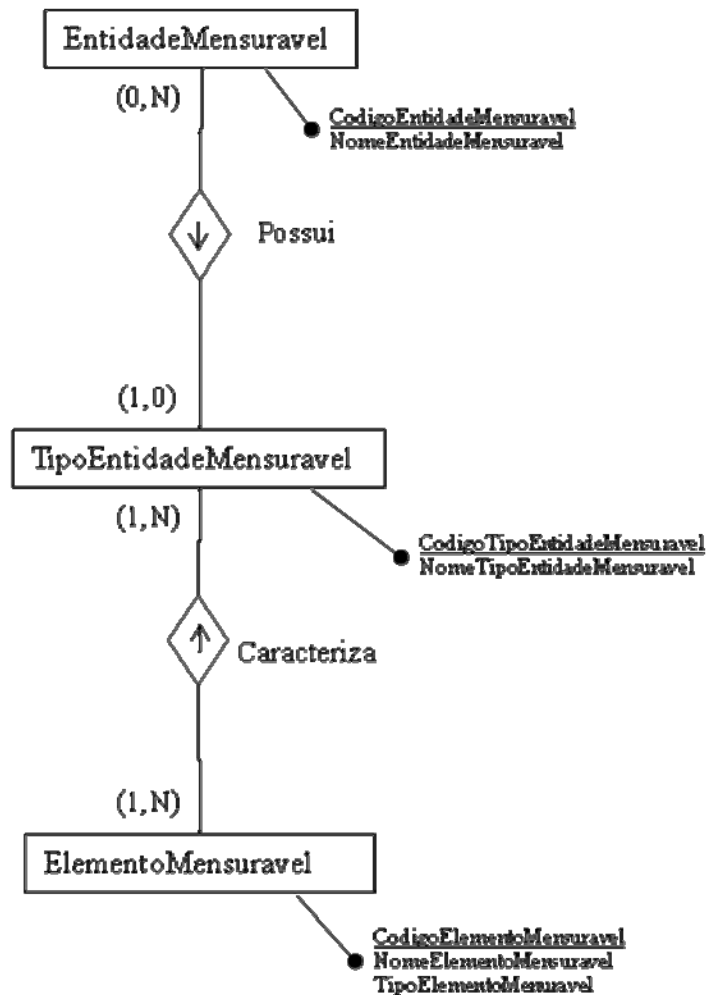 EntidadeMensuravel
(0,N)
CodigoEntidadeMensuravel
NomeEntidadeMensuravel
Possui
(1,0)
TipoEntidadeMensuravel
(1,N)
CodigoTipoEntidadeMensuravel
NomeTipoEntidadeMensuravel
Caracteriza
(1,N)
ElementoMensuravel
CodigoElementoMensuravel
NomeElementoMensuravel
TipoElementoMensuravel